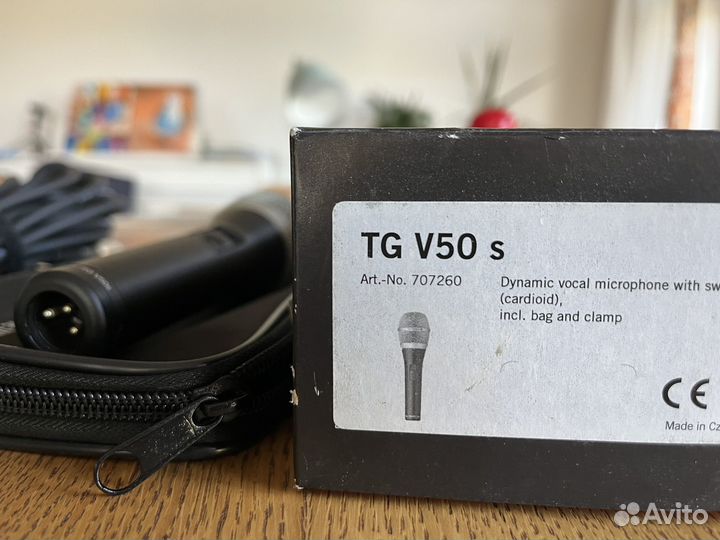 TG V50 s
Art.-No. 707260
Dynamic vocal microphone with sw
(cardioid),
incl. bag and clamp
CE
Made in Cz
Avito